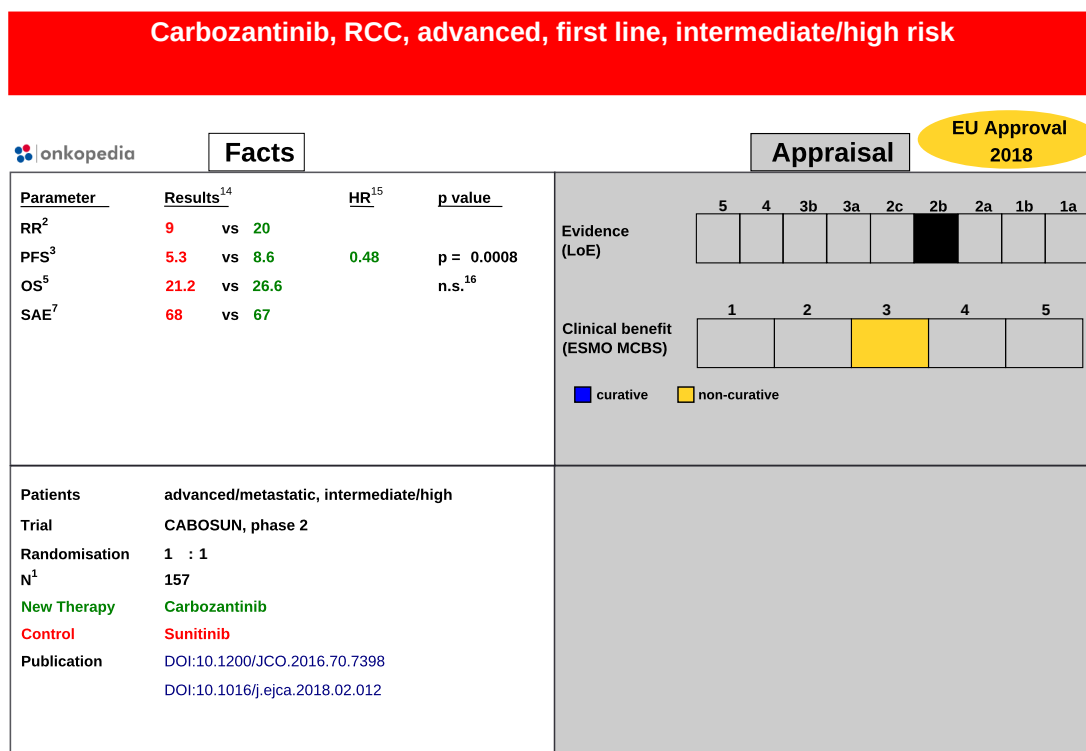 Carbozantinib, RCC, advanced, first line, intermediate/high risk
onkopedia
Facts
Appraisal
EU Approval
2018
Parameter Results14 HR15 p value
RR2 9 vs 20
PFS3 5.3 vs 8.6 0.48 p = 0.0008
OS5 21.2 vs 26.6 n.s.16
SAE7 68 vs 67
5 4 3b 3a 2c 2b 2a 1b 1a
Evidence
(LoE)
1 2 3 4 5
Clinical benefit
(ESMO MCBS)
curative non-curative
Patients advanced/metastatic, intermediate/high
Trial CABOSUN, phase 2
Randomisation 1 : 1
N1 157
New Therapy Carbozantinib
Control Sunitinib
Publication DOI:10.1200/JCO.2016.70.7398
DOI:10.1016/j.ejca.2018.02.012